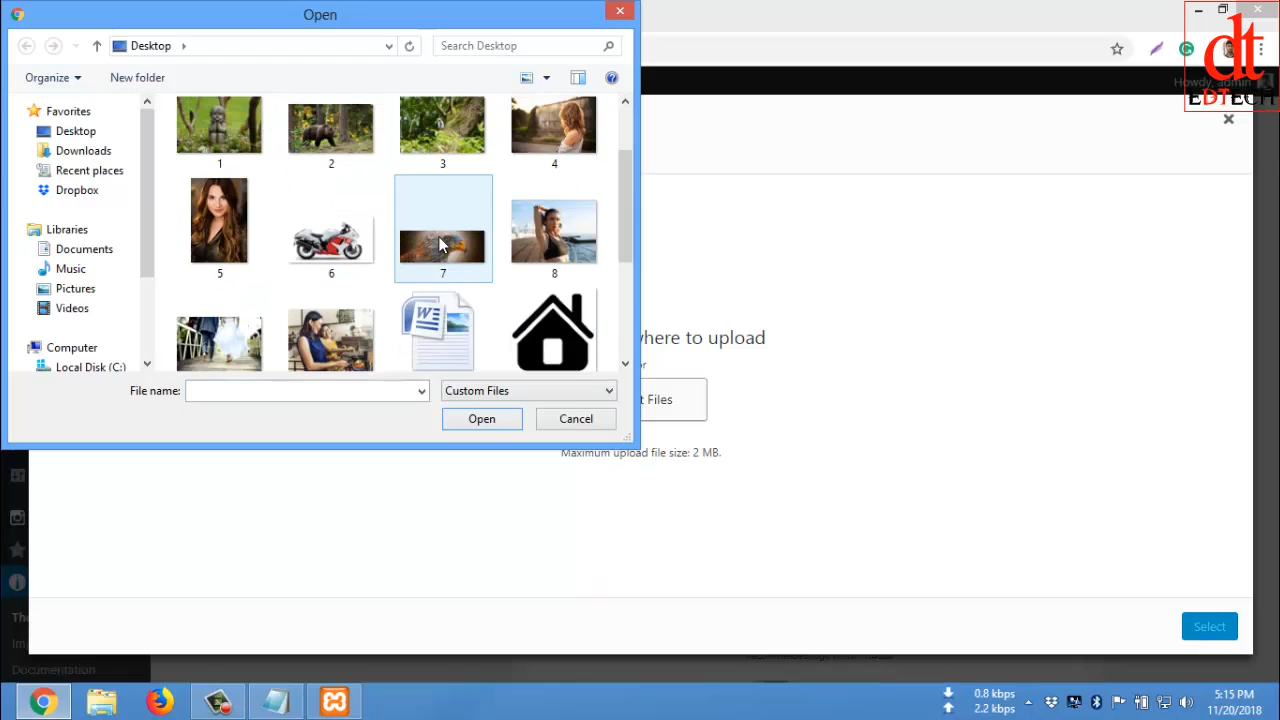 Open
Desktop
Search Desktop
Organize
New folder
Favorites
Desktop
Downloads
Recent places
Dropbox
Libraries
Documents
Music
Pictures
Videos
Computer
Local Disk (C:)
1
2
3
4
5
6
7
8
File name:
Custom Files
Open
Cancel
Howdy, admin
dt
EDTECH
here to upload
or
t Files
Maximum upload file size: 2 MB.
Select
Documentation
0.8 kbps
2.2 kbps
5:15 PM
11/20/2018